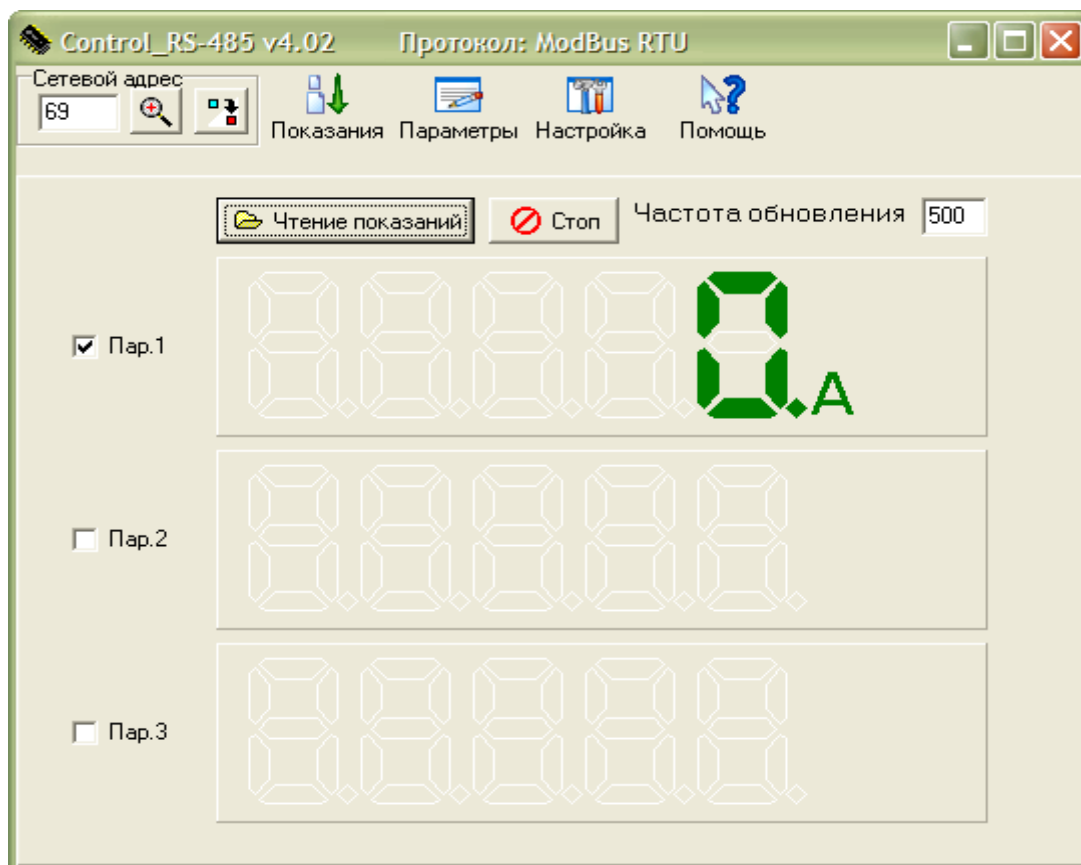 Control_RS-485 v4.02 Протокол: ModBus RTU
Сетевой адрес
69
Показания Параметры Настройка Помощь
Чтение показаний Стоп Частота обновления 500
Пар.1 0.A
Пар.2
Пар.3